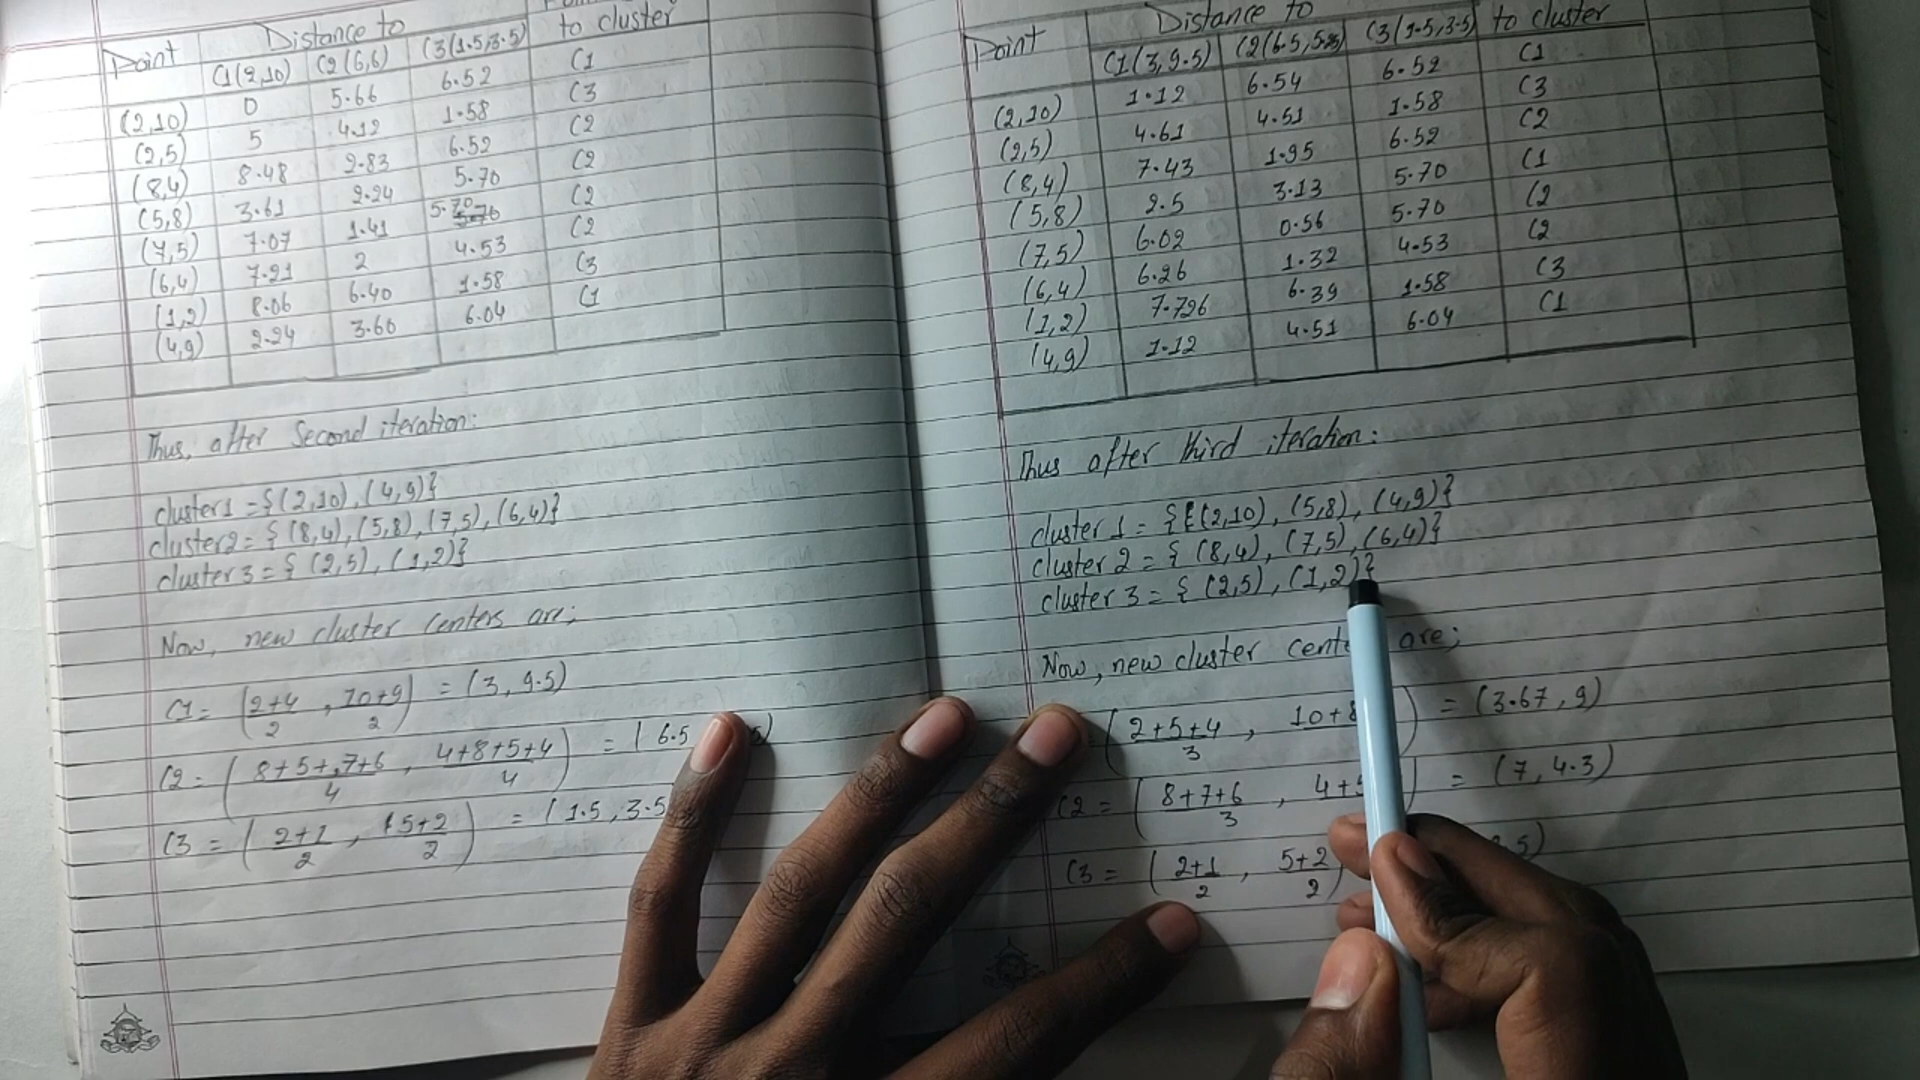 Distance to
to cluster
Point C1(2,10) C2(6,6) C3(1.5,3.5)
(2,10) 0 5.66 6.52 C1
(2,5) 5 4.12 1.58 C3
(8,4) 8.48 2.83 6.52 C2
(5,8) 3.61 2.24 5.70 C2
(7,5) 7.07 1.41 5.70 C2
(6,4) 7.21 2 4.53 C2
(1,2) 8.06 6.40 1.58 C3
(4,9) 2.24 3.60 6.04 C1
Thus, after Second iteration:
cluster1 = {(2,10), (4,9)}
cluster2 = { (8,4), (5,8), (7,5), (6,4)}
cluster3 = { (2,5), (1,2)}
Now, new cluster centers are;
C1 = (2+4/2, 10+9/2) = (3, 9.5)
C2 = (8+5+7+6/4, 4+8+5+4/4) = (6.5
C3 = (2+1/2, 5+2/2) = (1.5, 3.5
Distance to
Point C1(3,9.5) C2(6.5,5.25) C3(1.5,3.5) to cluster
(2,10) 1.12 6.54 6.52 C1
(2,5) 4.61 4.51 1.58 C3
(8,4) 7.43 1.95 6.52 C2
(5,8) 2.5 3.13 5.70 C1
(7,5) 6.02 0.56 5.70 C2
(6,4) 6.26 1.32 4.53 C2
(1,2) 7.726 6.39 1.58 C3
(4,9) 1.12 4.51 6.04 C1
Thus after third iteration:
cluster 1 = {(2,10), (5,8), (4,9)}
cluster 2 = { (8,4), (7,5), (6,4)}
cluster 3 = { (2,5), (1,2)}
Now, new cluster cente are;
(2+5+4/3, 10+8 ) = (3.67, 9)
C2 = (8+7+6/3, 4+5 ) = (7, 4.3)
C3 = (2+1/2, 5+2/2) 5)